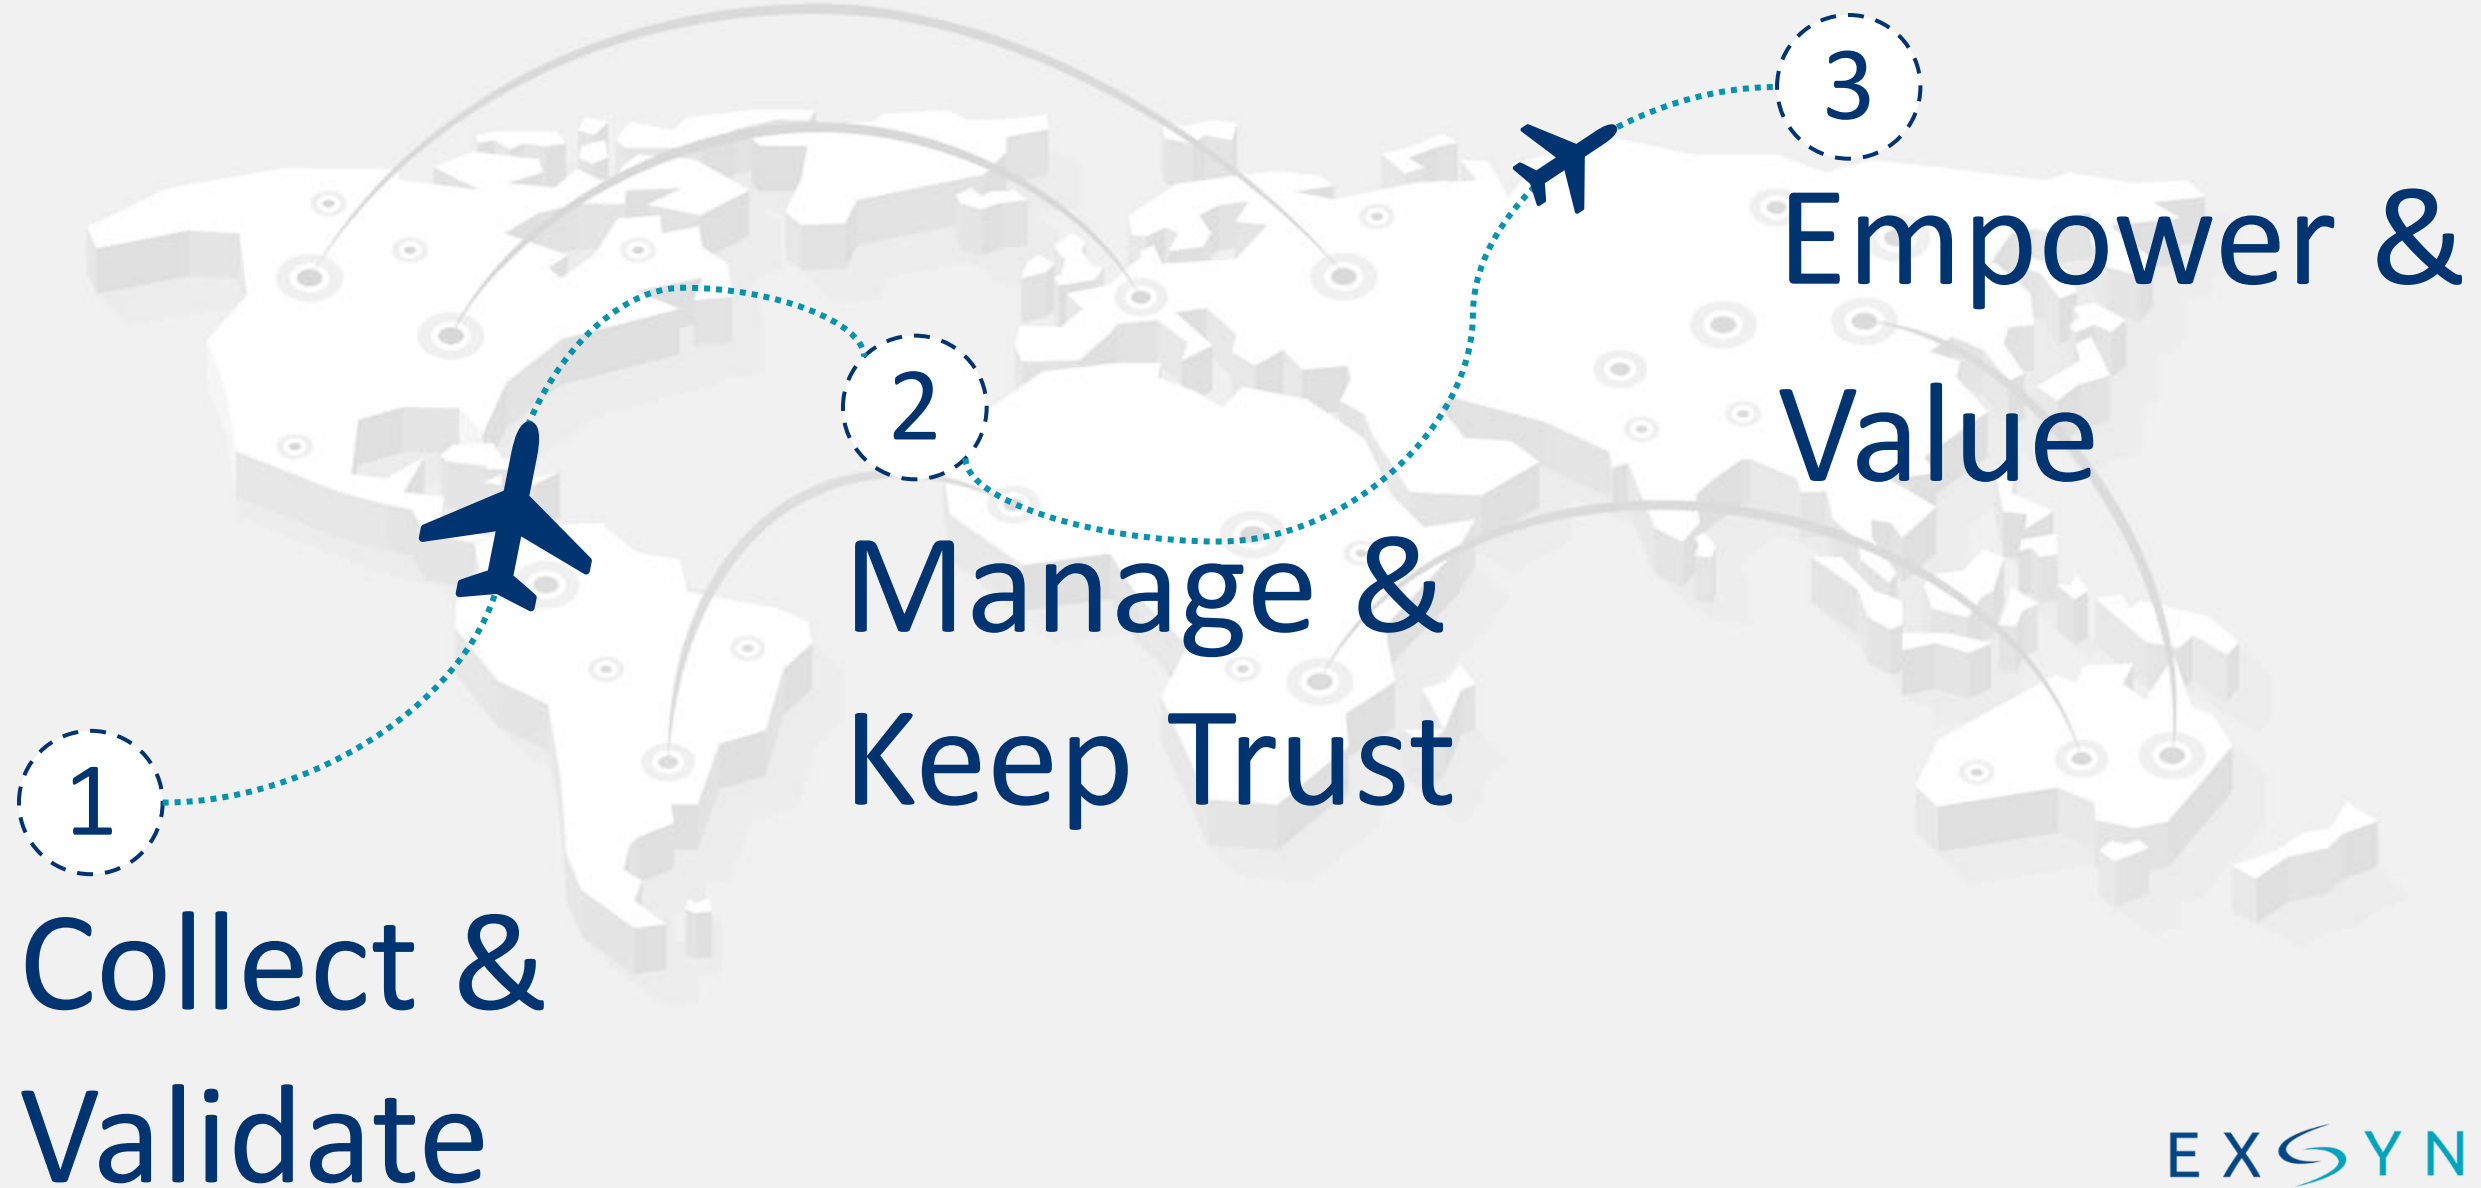 1
Collect &
Validate
2
Manage &
Keep Trust
3
Empower &
Value
EXSYN